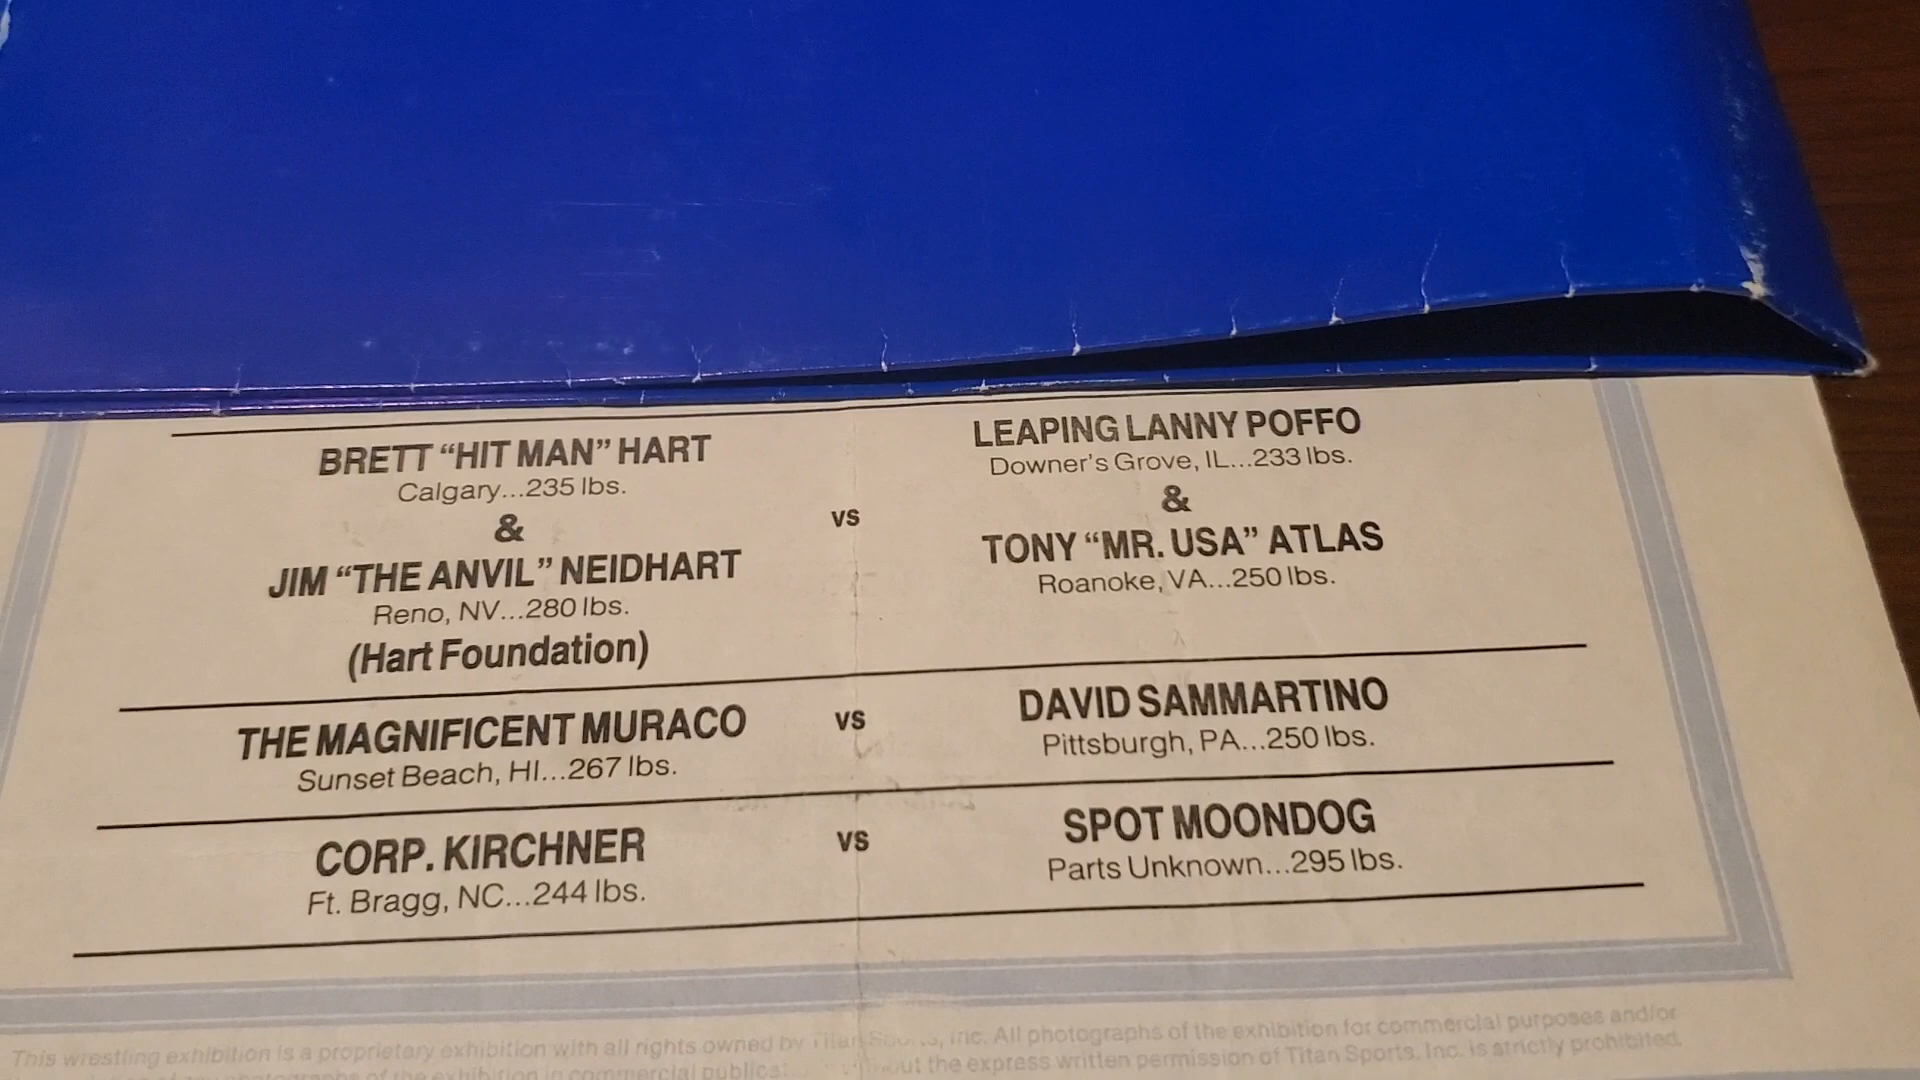 BRETT “HIT MAN” HART
Calgary...235 lbs.
&
JIM “THE ANVIL” NEIDHART
Reno, NV...280 lbs.
(Hart Foundation)
vs
LEAPING LANNY POFFO
Downer's Grove, IL...233 lbs.
&
TONY “MR. USA” ATLAS
Roanoke, VA...250 lbs.
THE MAGNIFICENT MURACO
Sunset Beach, HI...267 lbs.
vs
DAVID SAMMARTINO
Pittsburgh, PA...250 lbs.
CORP. KIRCHNER
Ft. Bragg, NC...244 lbs.
vs
SPOT MOONDOG
Parts Unknown...295 lbs.
This wrestling exhibition is a proprietary exhibition with all rights owned by Titan Sports, Inc. All photographs of the exhibition for commercial purposes and/or
photographs of the exhibition in commercial the express written permission of Titan Sports, Inc. is strictly prohibited.